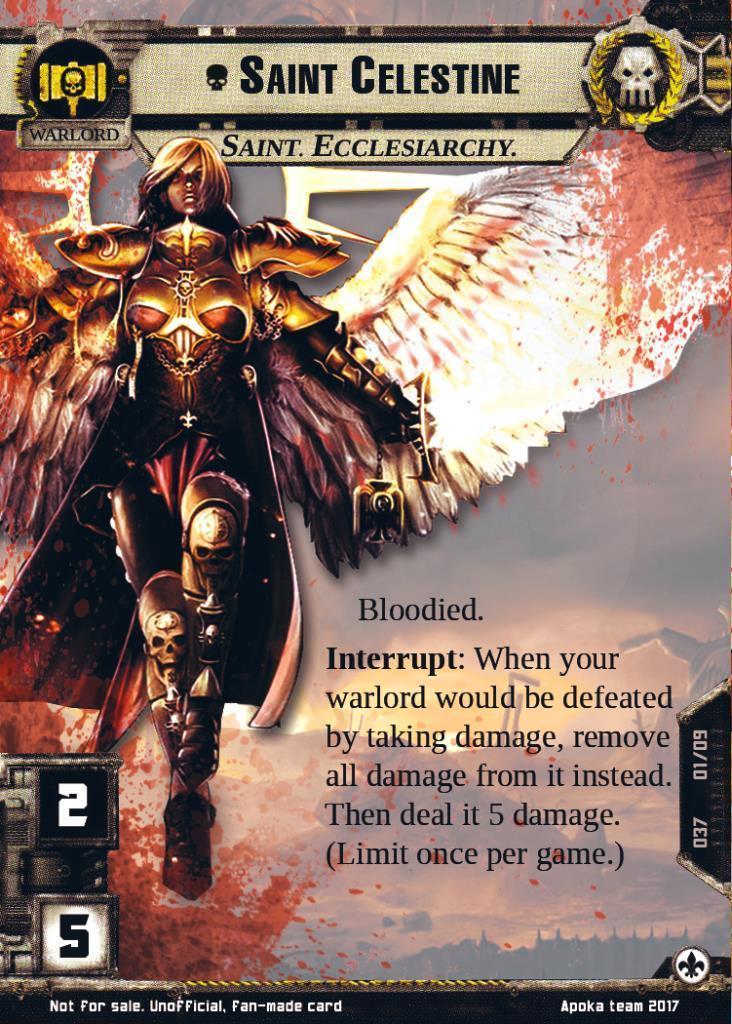 SAINT CELESTINE
WARLORD
SAINT. ECCLESIARCHY.
Bloodied.
Interrupt: When your
warlord would be defeated
by taking damage, remove
all damage from it instead.
Then deal it 5 damage.
(Limit once per game.)
2
5
037 01/09
Not for sale. Unofficial, Fan-made card
Apoka team 2017